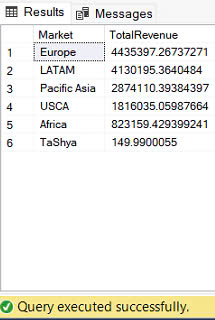 Results Messages
Market TotalRevenue
1 Europe 4435397.26737271
2 LATAM 4130195.3640484
3 Pacific Asia 2874110.39384397
4 USCA 1816035.05987664
5 Africa 823159.429399241
6 TaShya 149.9900055
Query executed successfully.